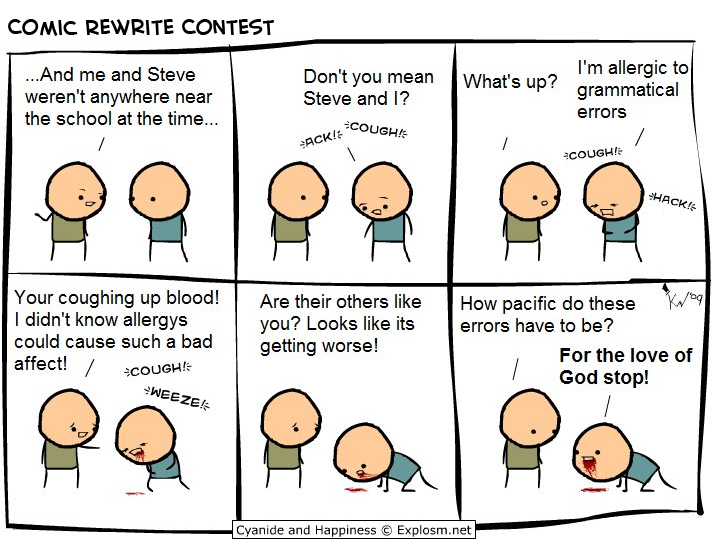 COMIC REWRITE CONTEST
...And me and Steve
weren't anywhere near
the school at the time...
Don't you mean
Steve and I?
ACK!
COUGH!
What's up?
I'm allergic to
grammatical
errors
COUGH!
HACK!
Your coughing up blood!
I didn't know allergys
could cause such a bad
affect!
COUGH!
WEEZE!
Are their others like
you? Looks like its
getting worse!
How pacific do these
errors have to be?
KW '09
For the love of
God stop!
Cyanide and Happiness © Explosm.net